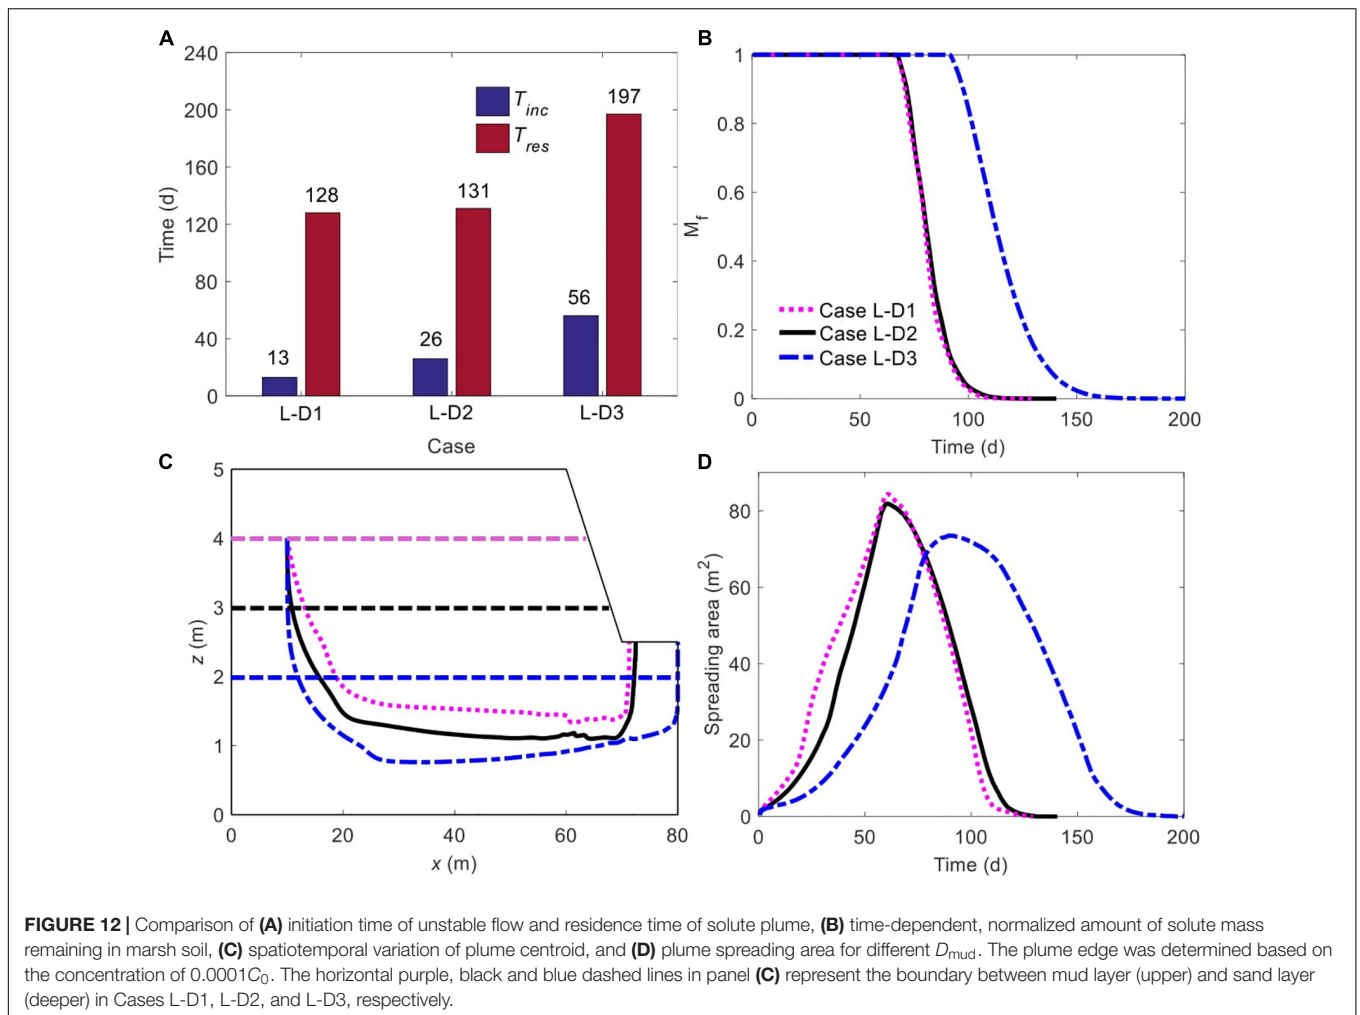 A
240
200
160
120
80
40
0
Time (d)
T_inc
T_res
13
128
26
131
56
197
L-D1
L-D2
L-D3
Case
B
1
0.8
0.6
0.4
0.2
0
M_f
Case L-D1
Case L-D2
Case L-D3
0
50
100
150
200
Time (d)
C
5
4
3
2
1
0
z (m)
0
20
40
60
80
x (m)
D
80
60
40
20
0
Spreading area (m²)
0
50
100
150
200
Time (d)
FIGURE 12 | Comparison of (A) initiation time of unstable flow and residence time of solute plume, (B) time-dependent, normalized amount of solute mass
remaining in marsh soil, (C) spatiotemporal variation of plume centroid, and (D) plume spreading area for different D_mud. The plume edge was determined based on
the concentration of 0.0001C₀. The horizontal purple, black and blue dashed lines in panel (C) represent the boundary between mud layer (upper) and sand layer
(deeper) in Cases L-D1, L-D2, and L-D3, respectively.